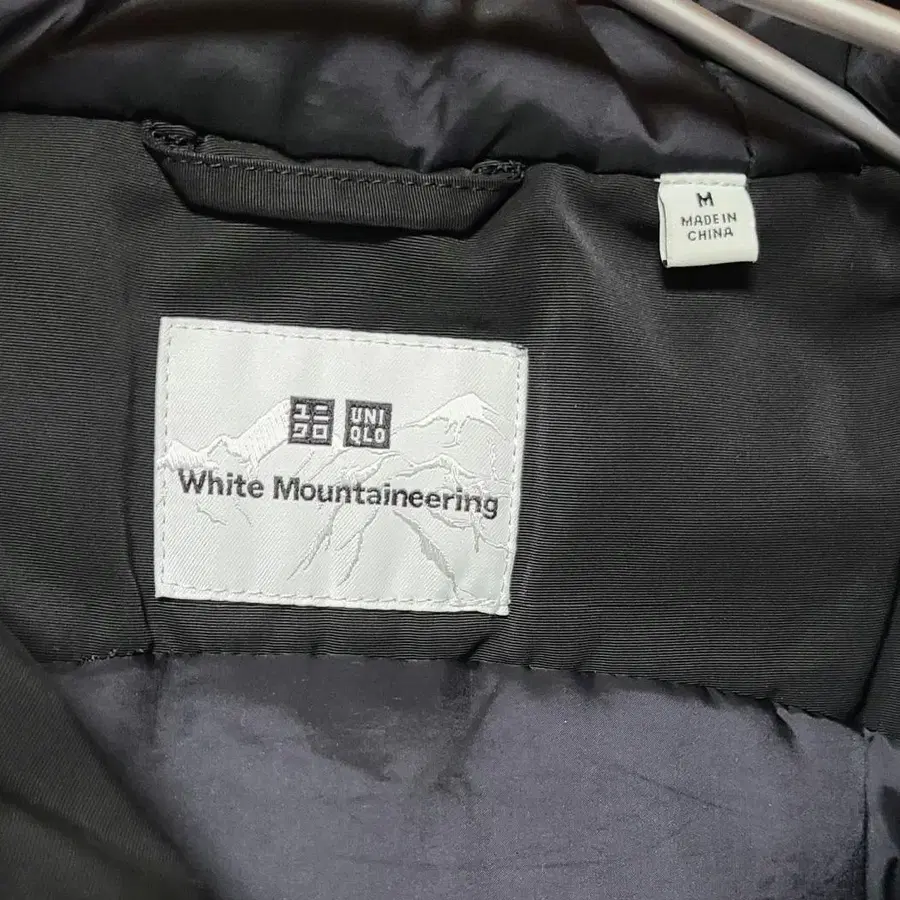 M
MADE IN
CHINA
ユニ UNI
クロ QLO
White Mountaineering